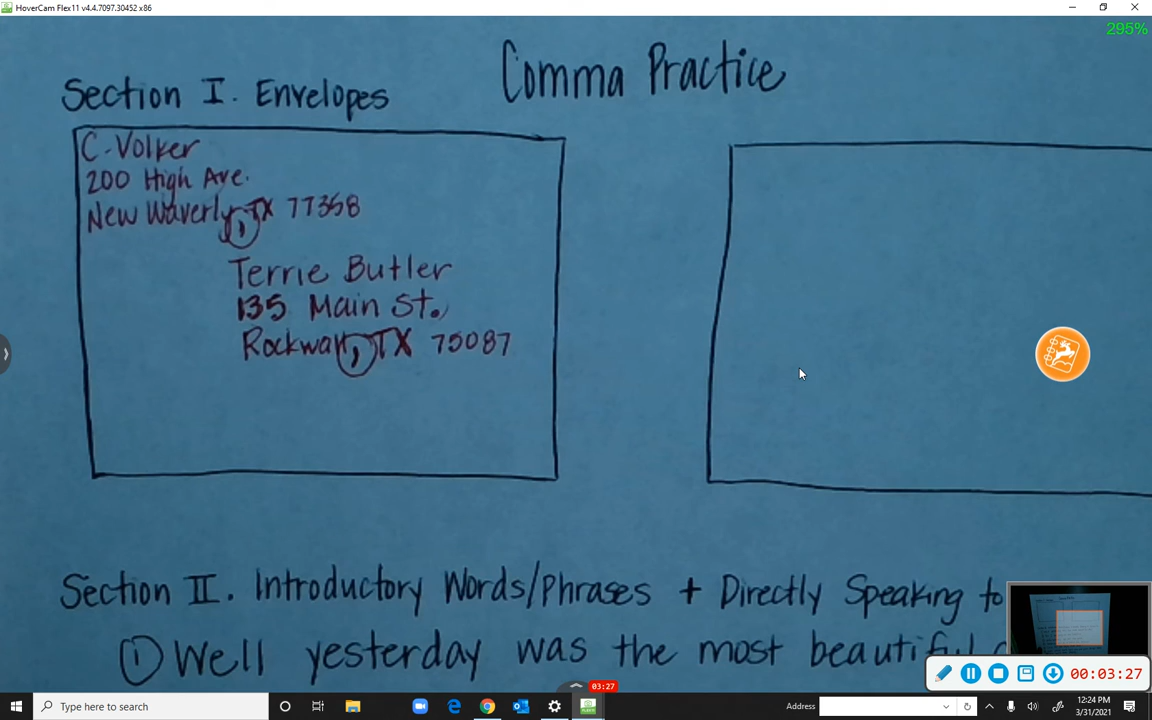 HoverCam Flex11 v4.4.7097.30452 x86
295%
Comma Practice
Section I. Envelopes
C. Volker
200 High Ave.
New Waverly, TX 77358
Terrie Butler
135 Main St.
Rockwall, TX 75087
Section II. Introductory Words/Phrases + Directly Speaking to
① Well yesterday was the most beautiful
00:03:27
03:27
Type here to search
Address
12:24 PM
3/31/2021